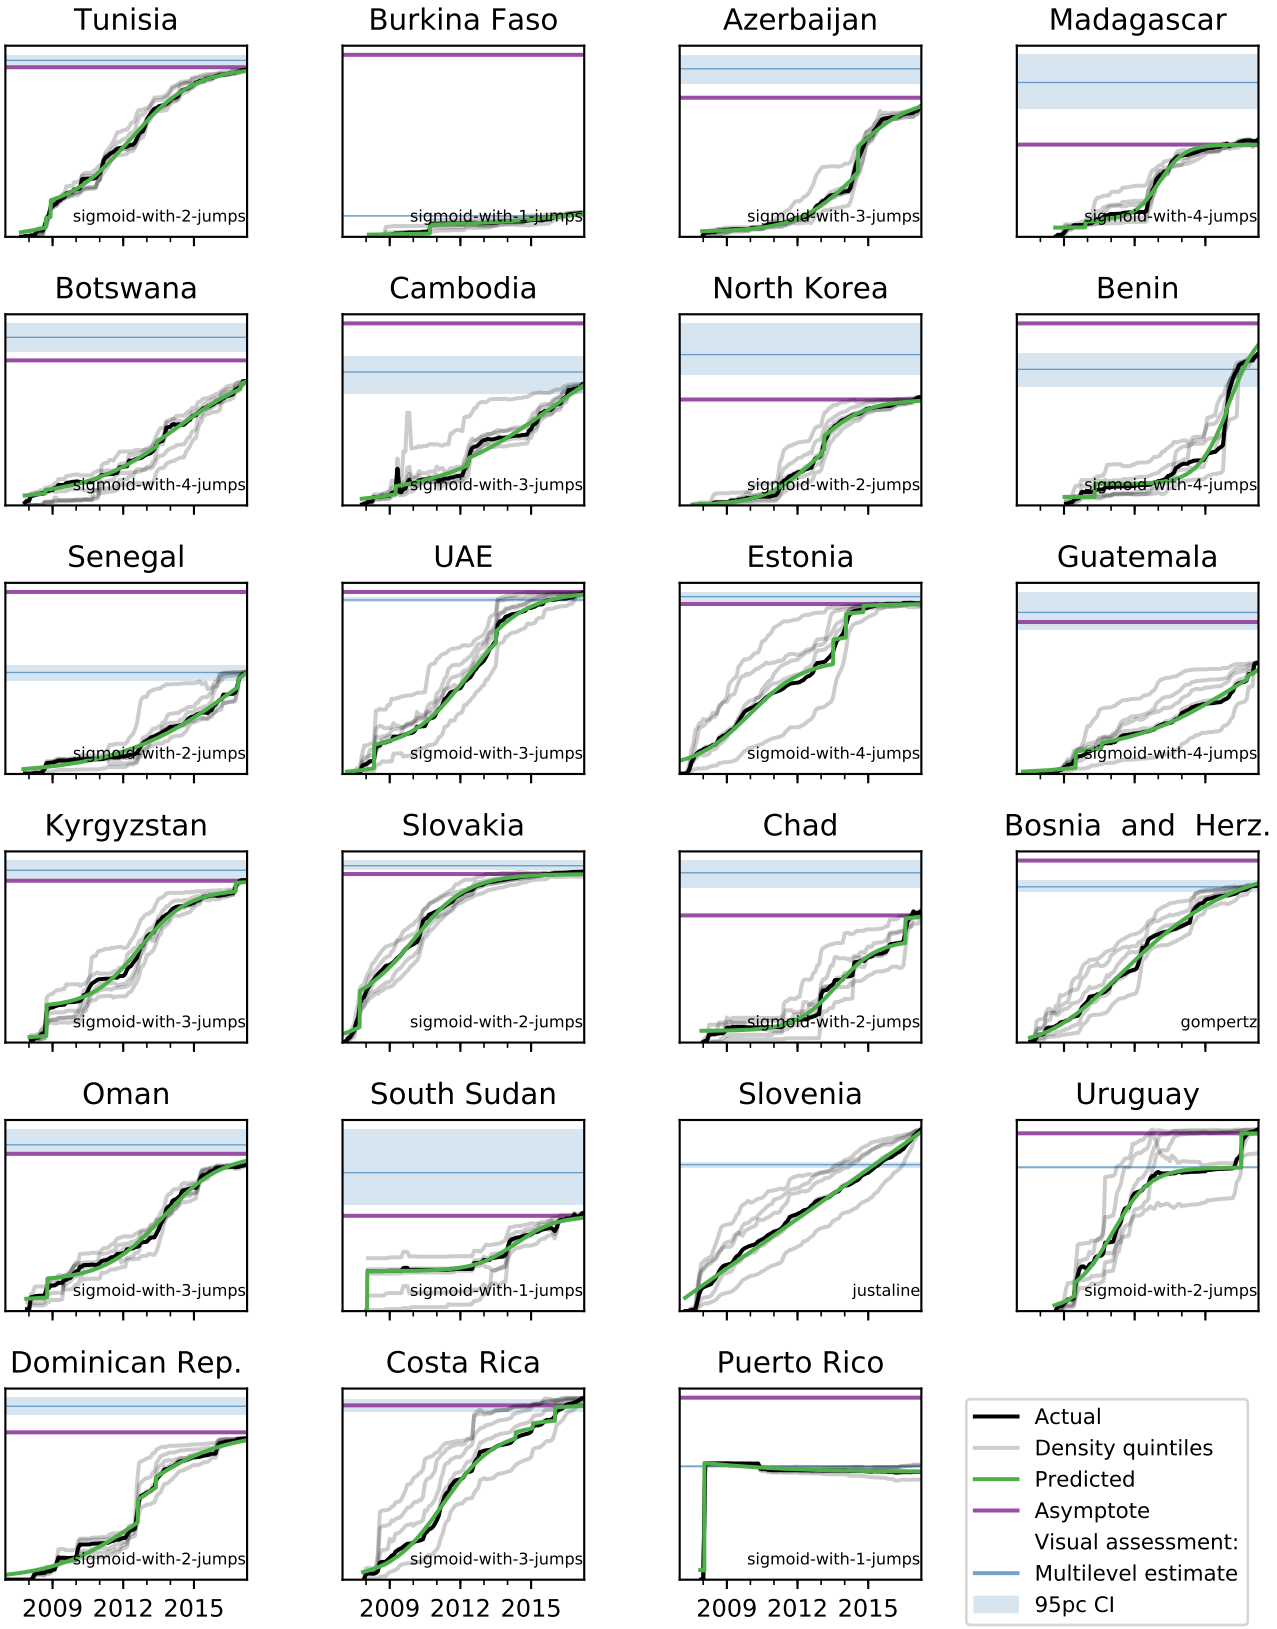 Tunisia
Burkina Faso
Azerbaijan
Madagascar
sigmoid-with-2-jumps
sigmoid-with-1-jumps
sigmoid-with-3-jumps
sigmoid-with-4-jumps
Botswana
Cambodia
North Korea
Benin
sigmoid-with-4-jumps
sigmoid-with-3-jumps
sigmoid-with-2-jumps
sigmoid-with-4-jumps
Senegal
UAE
Estonia
Guatemala
sigmoid-with-2-jumps
sigmoid-with-3-jumps
sigmoid-with-4-jumps
sigmoid-with-4-jumps
Kyrgyzstan
Slovakia
Chad
Bosnia and Herz.
sigmoid-with-3-jumps
sigmoid-with-2-jumps
sigmoid-with-2-jumps
gompertz
Oman
South Sudan
Slovenia
Uruguay
sigmoid-with-3-jumps
sigmoid-with-1-jumps
justaline
sigmoid-with-2-jumps
Dominican Rep.
Costa Rica
Puerto Rico
sigmoid-with-2-jumps
sigmoid-with-3-jumps
sigmoid-with-1-jumps
2009 2012 2015
2009 2012 2015
2009 2012 2015
Actual
Density quintiles
Predicted
Asymptote
Visual assessment:
Multilevel estimate
95pc CI